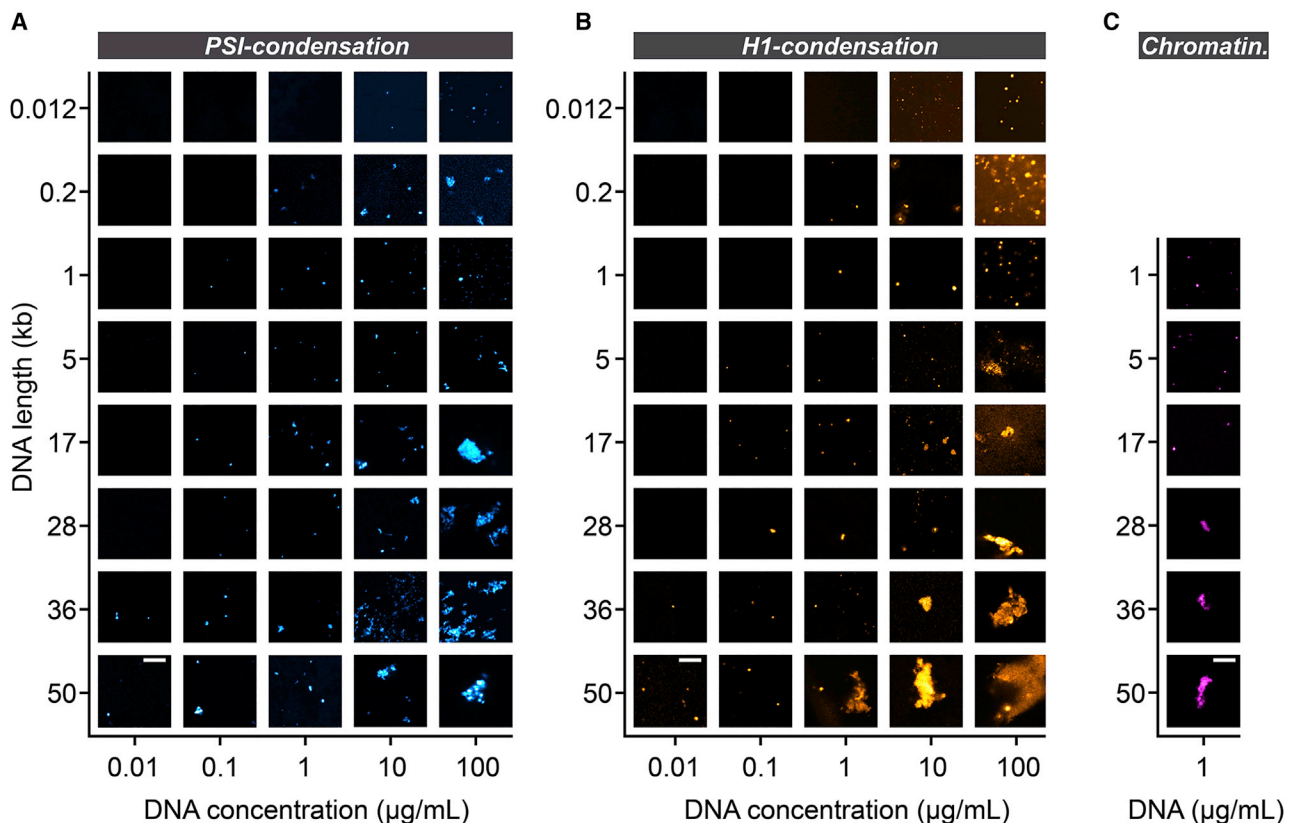 A
PSI-condensation
B
H1-condensation
C
Chromatin.
DNA length (kb)
0.012
0.2
1
5
17
28
36
50
0.01 0.1 1 10 100
DNA concentration (µg/mL)
0.012
0.2
1
5
17
28
36
50
0.01 0.1 1 10 100
DNA concentration (µg/mL)
1
5
17
28
36
50
1
DNA (µg/mL)